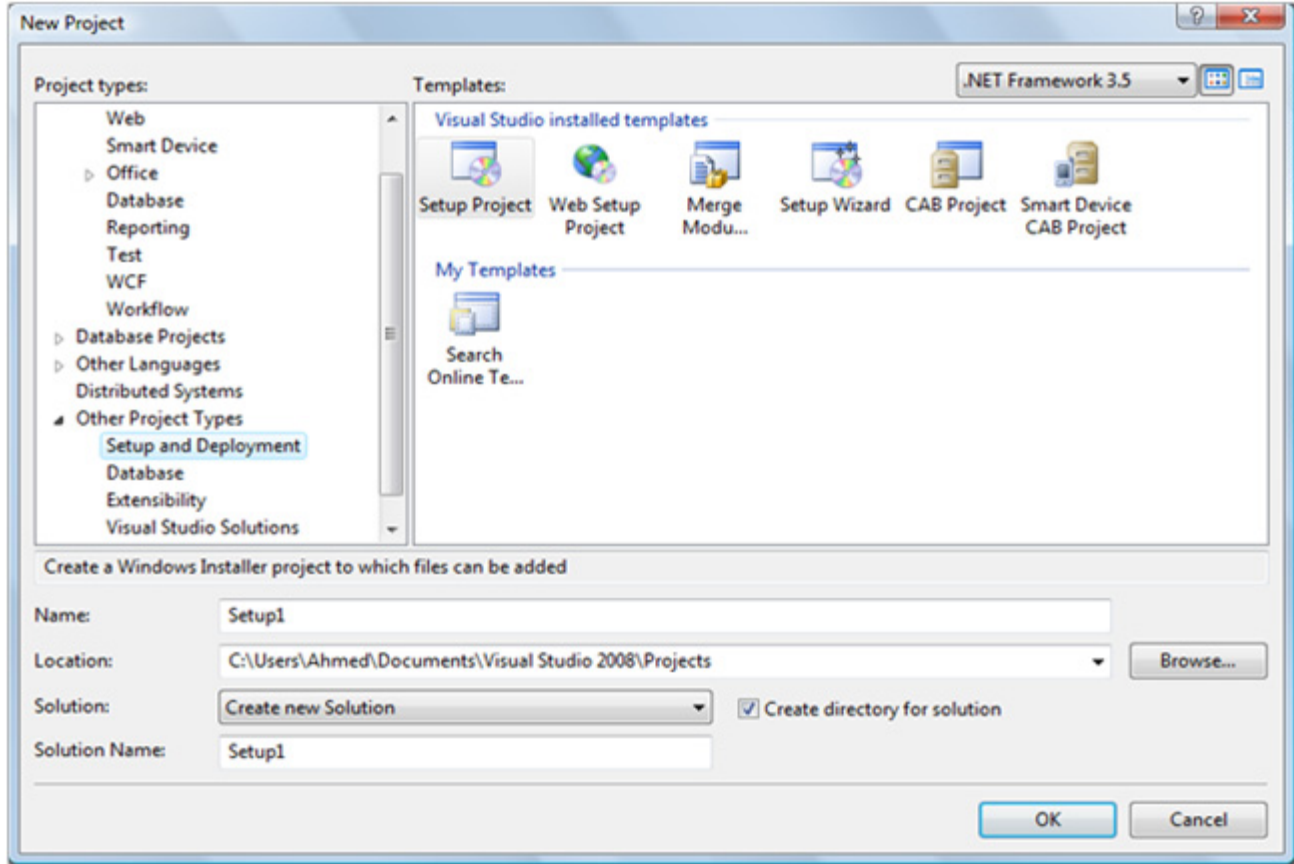 New Project
Project types:
Templates:
.NET Framework 3.5
Web
Smart Device
Office
Database
Reporting
Test
WCF
Workflow
Database Projects
Other Languages
Distributed Systems
Other Project Types
Setup and Deployment
Database
Extensibility
Visual Studio Solutions
Visual Studio installed templates
Setup Project
Web Setup
Project
Merge
Modu...
Setup Wizard
CAB Project
Smart Device
CAB Project
My Templates
Search
Online Te...
Create a Windows Installer project to which files can be added
Name:
Setup1
Location:
C:\Users\Ahmed\Documents\Visual Studio 2008\Projects
Browse...
Solution:
Create new Solution
Create directory for solution
Solution Name:
Setup1
OK
Cancel